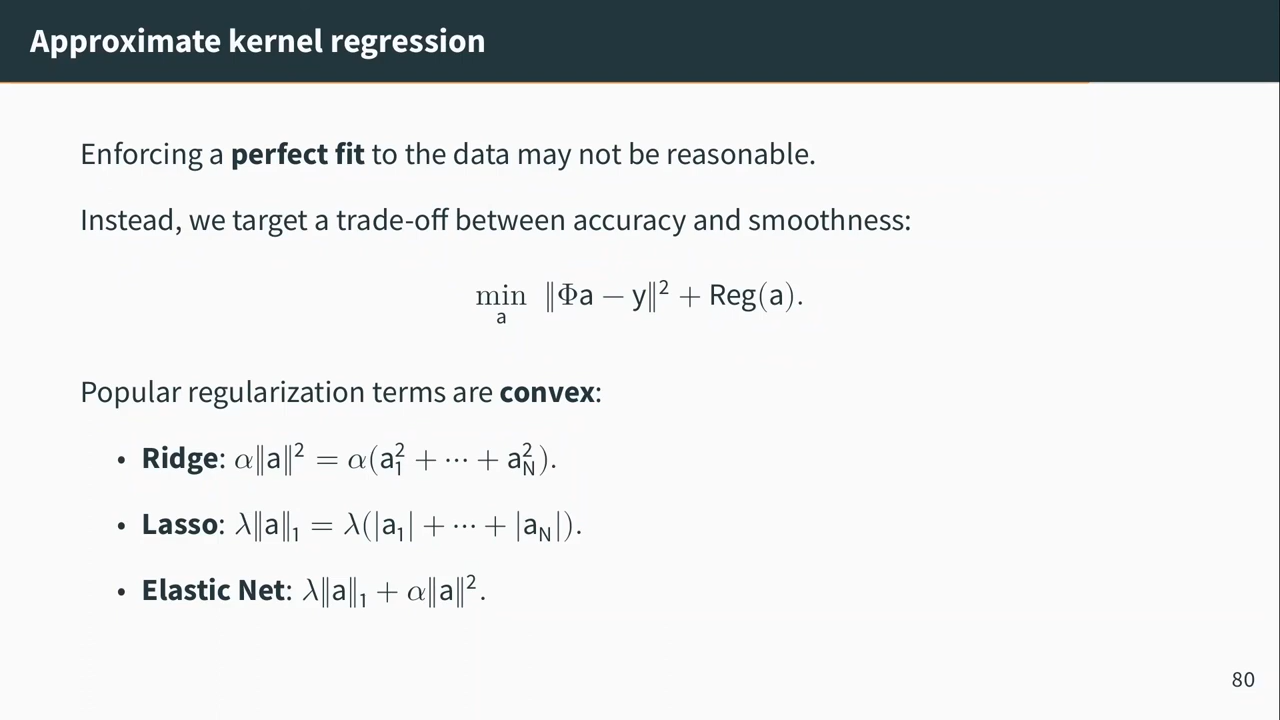 Approximate kernel regression
Enforcing a perfect fit to the data may not be reasonable.
Instead, we target a trade-off between accuracy and smoothness:
min_a ‖Φa − y‖² + Reg(a).
Popular regularization terms are convex:
• Ridge: α‖a‖² = α(a₁² + ··· + a_N²).
• Lasso: λ‖a‖₁ = λ(|a₁| + ··· + |a_N|).
• Elastic Net: λ‖a‖₁ + α‖a‖².
80